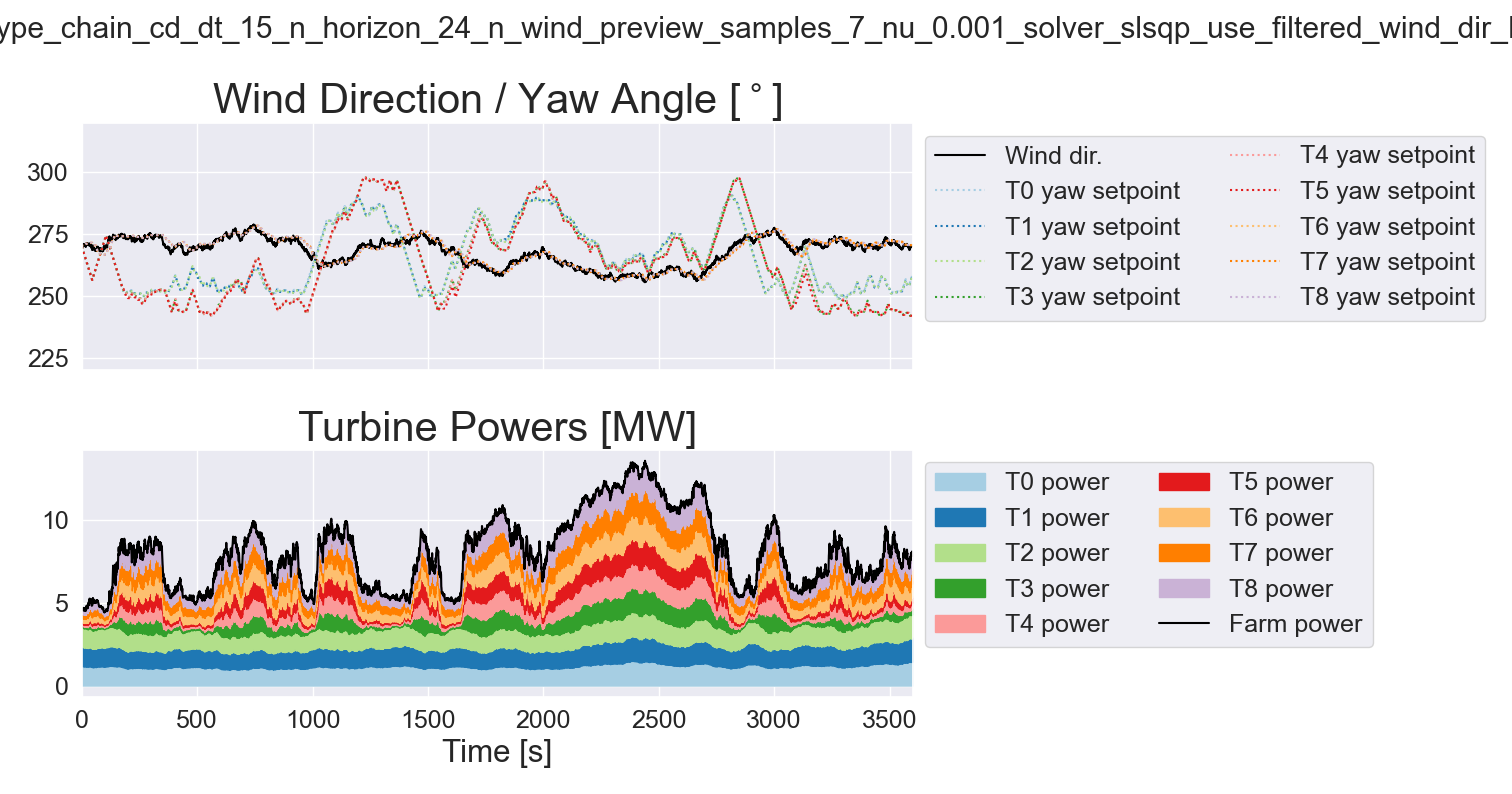 ype_chain_cd_dt_15_n_horizon_24_n_wind_preview_samples_7_nu_0.001_solver_slsqp_use_filtered_wind_dir_
Wind Direction / Yaw Angle [°]
300
275
250
225
Wind dir.
T0 yaw setpoint
T1 yaw setpoint
T2 yaw setpoint
T3 yaw setpoint
T4 yaw setpoint
T5 yaw setpoint
T6 yaw setpoint
T7 yaw setpoint
T8 yaw setpoint
Turbine Powers [MW]
10
5
0
T0 power
T1 power
T2 power
T3 power
T4 power
T5 power
T6 power
T7 power
T8 power
Farm power
0 500 1000 1500 2000 2500 3000 3500
Time [s]